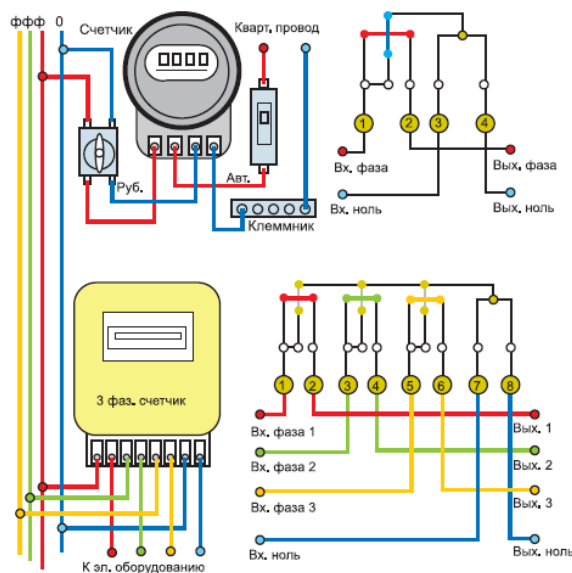 ффф 0
Счетчик
0000
Кварт. провод
Руб.
Авт.
Клеммник
1 2 3 4
Вх. фаза
Вых. фаза
Вх. ноль
Вых. ноль
3 фаз. счетчик
К эл. оборудованию
1 2 3 4 5 6 7 8
Вх. фаза 1
Вых. 1
Вх. фаза 2
Вых. 2
Вх. фаза 3
Вых. 3
Вх. ноль
Вых. ноль